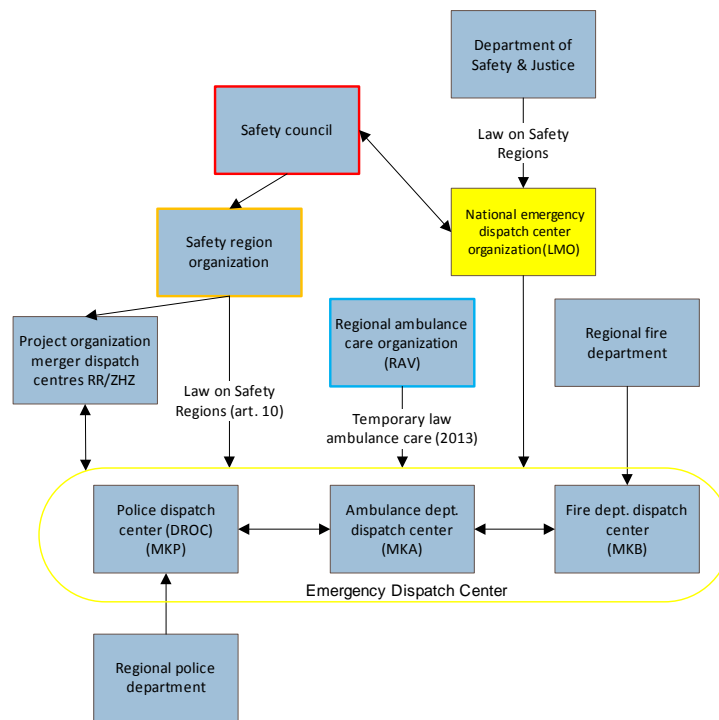 Department of
Safety & Justice
Safety council
Law on Safety
Regions
National emergency
dispatch center
organization(LMO)
Safety region
organization
Project organization
merger dispatch
centres RR/ZHZ
Regional ambulance
care organization
(RAV)
Regional fire
department
Law on Safety
Regions (art. 10)
Temporary law
ambulance care (2013)
Police dispatch
center (DROC)
(MKP)
Ambulance dept.
dispatch center
(MKA)
Fire dept. dispatch
center
(MKB)
Emergency Dispatch Center
Regional police
department